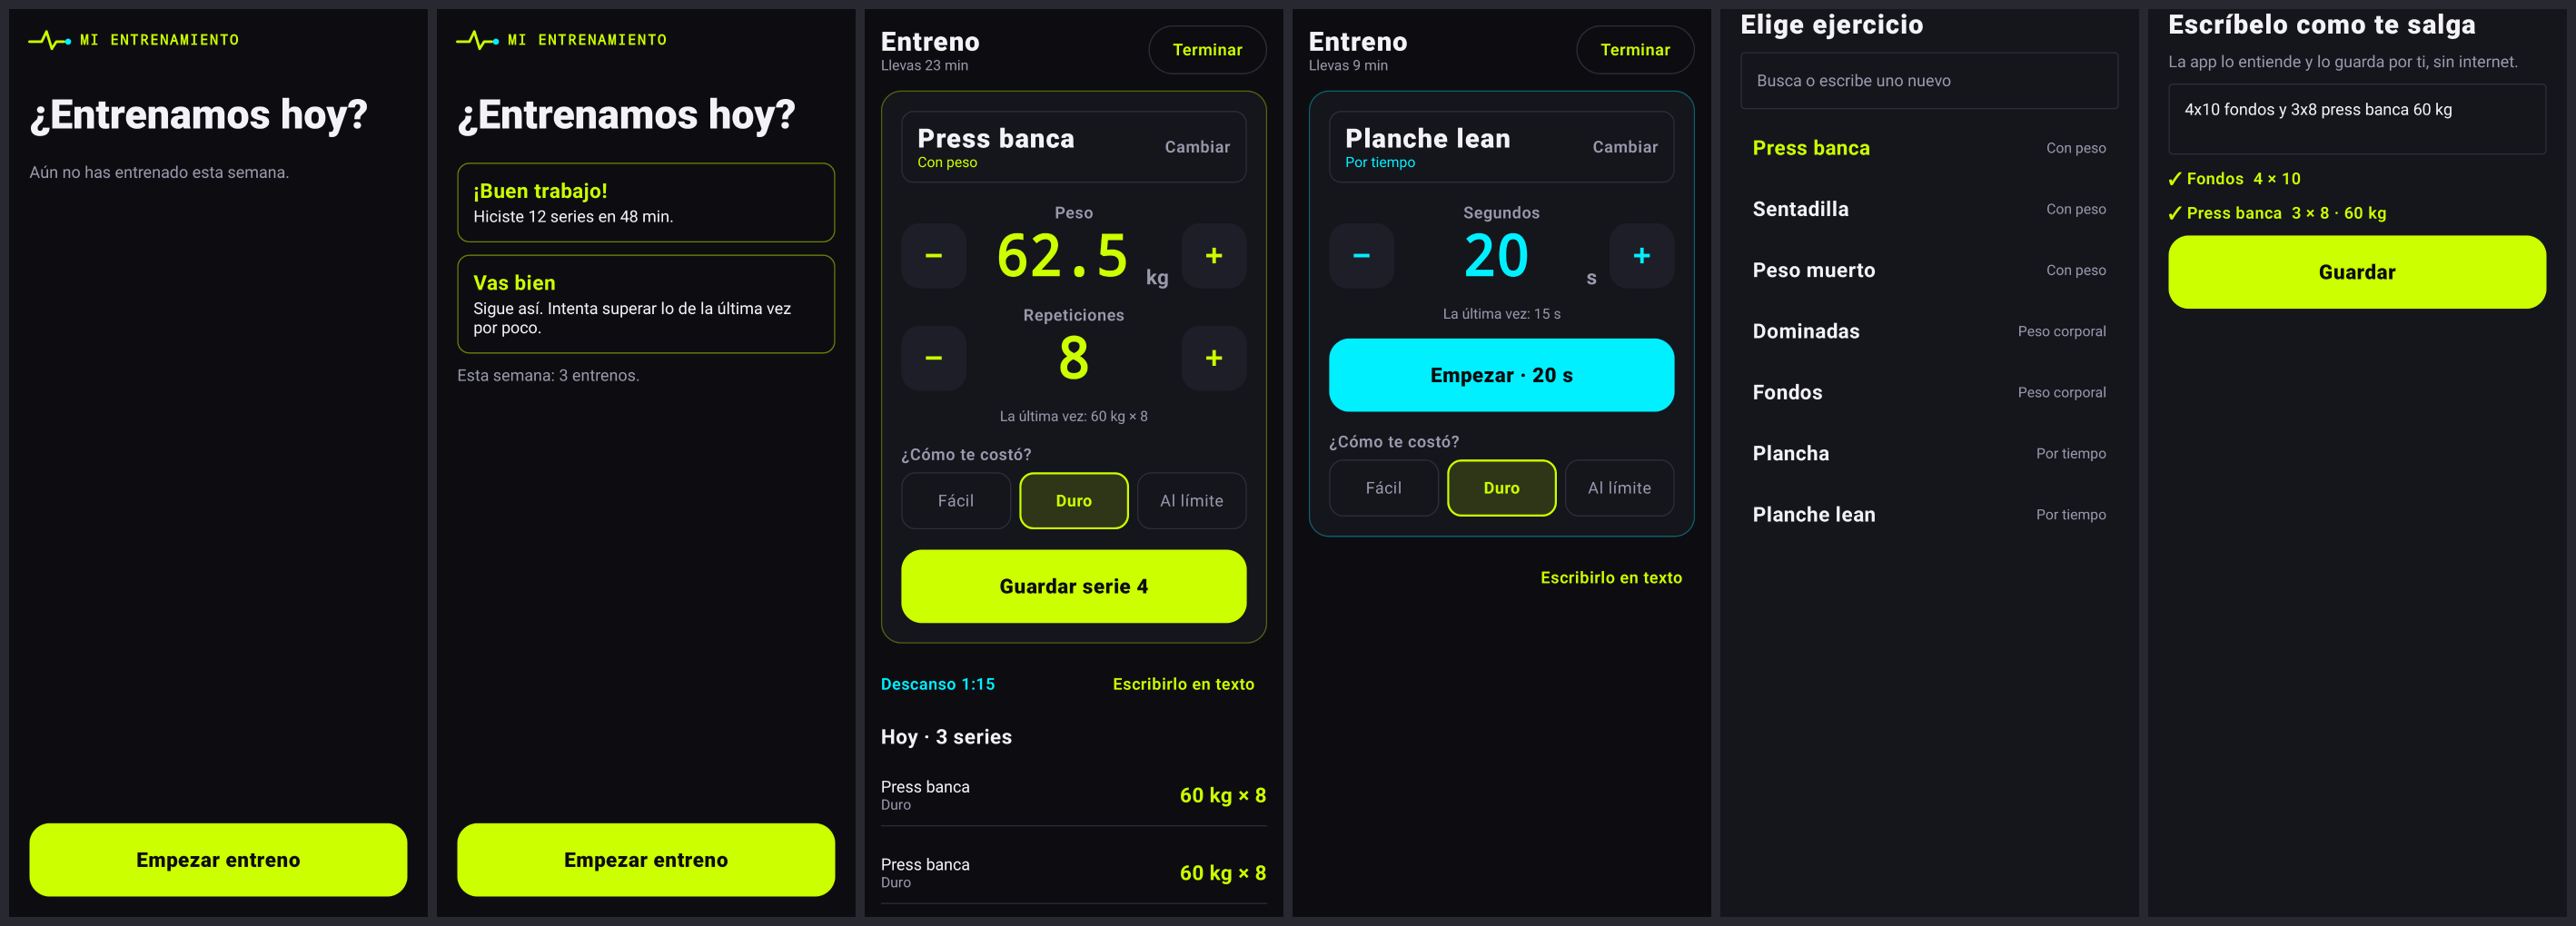 MI ENTRENAMIENTO
¿Entrenamos hoy?
Aún no has entrenado esta semana.
Empezar entreno
MI ENTRENAMIENTO
¿Entrenamos hoy?
¡Buen trabajo!
Hiciste 12 series en 48 min.
Vas bien
Sigue así. Intenta superar lo de la última vez
por poco.
Esta semana: 3 entrenos.
Empezar entreno
Entreno
Llevas 23 min
Terminar
Press banca
Con peso
Cambiar
Peso
− 62.5 kg +
Repeticiones
− 8 +
La última vez: 60 kg × 8
¿Cómo te costó?
Fácil
Duro
Al límite
Guardar serie 4
Descanso 1:15
Escribirlo en texto
Hoy · 3 series
Press banca
Duro
60 kg × 8
Press banca
Duro
60 kg × 8
Entreno
Llevas 9 min
Terminar
Planche lean
Por tiempo
Cambiar
Segundos
− 20 s +
La última vez: 15 s
Empezar · 20 s
¿Cómo te costó?
Fácil
Duro
Al límite
Escribirlo en texto
Elige ejercicio
Busca o escribe uno nuevo
Press banca Con peso
Sentadilla Con peso
Peso muerto Con peso
Dominadas Peso corporal
Fondos Peso corporal
Plancha Por tiempo
Planche lean Por tiempo
Escríbelo como te salga
La app lo entiende y lo guarda por ti, sin internet.
4x10 fondos y 3x8 press banca 60 kg
✓ Fondos 4 × 10
✓ Press banca 3 × 8 · 60 kg
Guardar